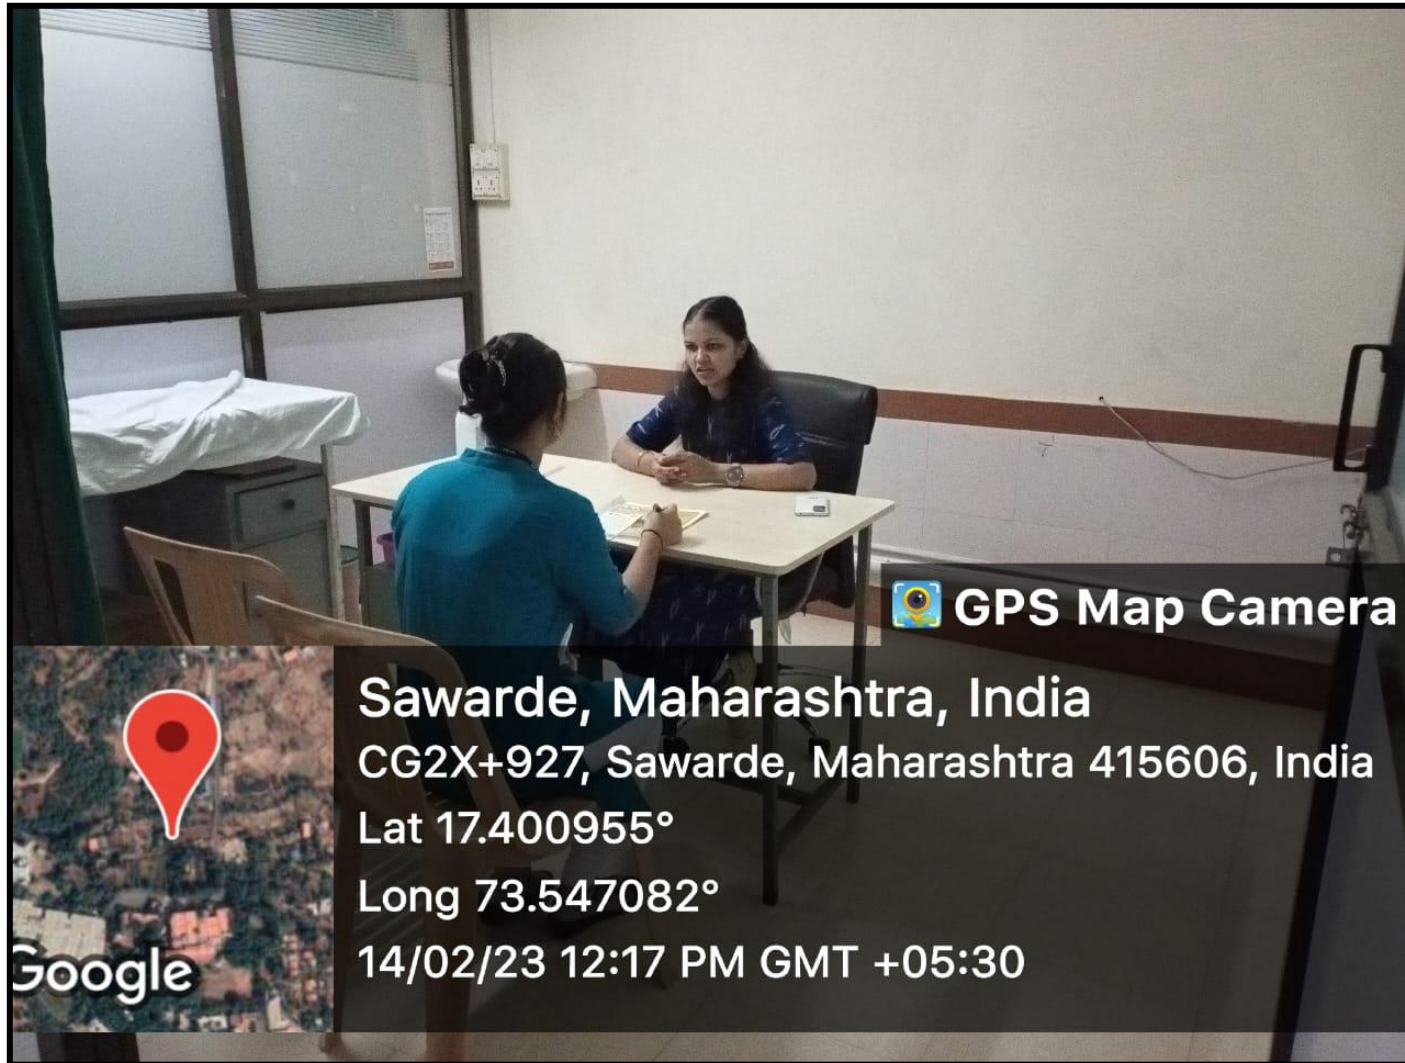 GPS Map Camera
Sawarde, Maharashtra, India
CG2X+927, Sawarde, Maharashtra 415606, India
Lat 17.400955°
Long 73.547082°
14/02/23 12:17 PM GMT +05:30
Google